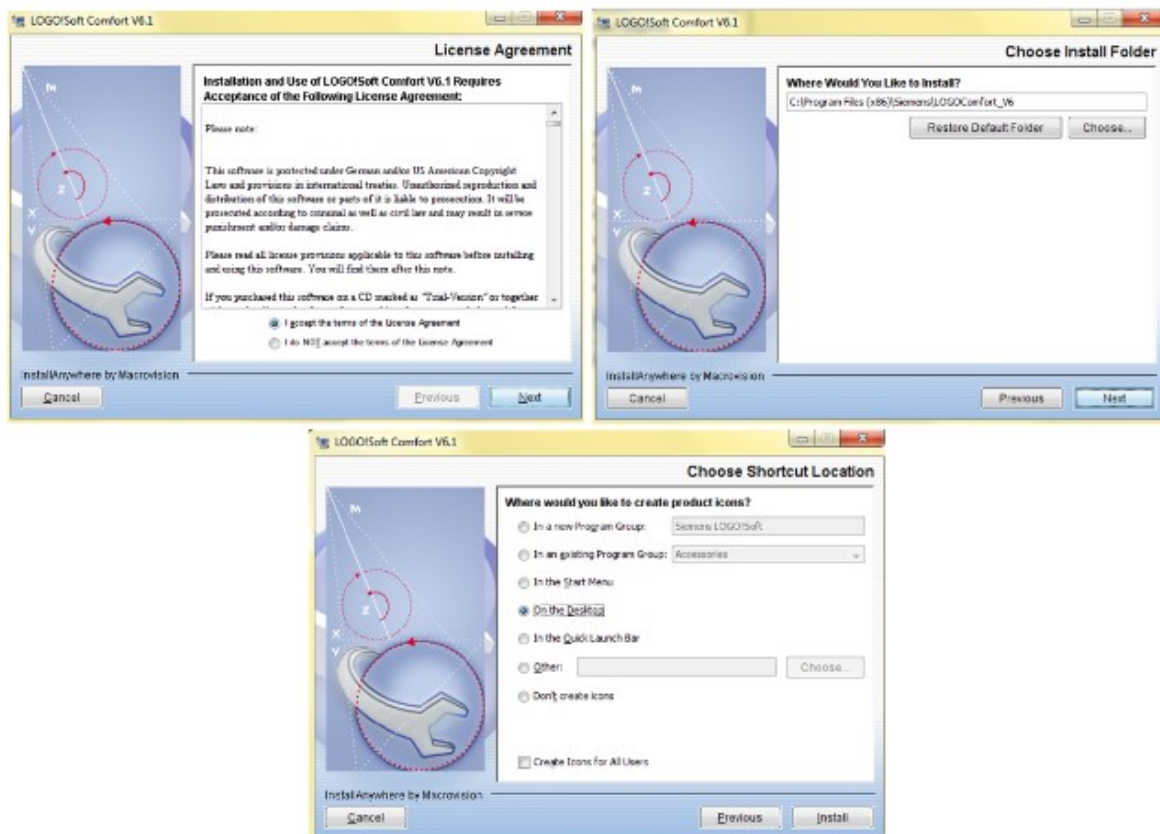 LOGO!Soft Comfort V6.1
License Agreement
Installation and Use of LOGO!Soft Comfort V6.1 Requires
Acceptance of the Following License Agreement:
Please note:
This software is protected under German and/or US American Copyright
Laws and provisions in international treaties. Unauthorized reproduction and
distribution of this software or parts of it is liable to prosecution. It will be
prosecuted according to criminal as well as civil law and may result in severe
punishment and/or damage claims.
Please read all license provisions applicable to this software before installing
and using this software. You will find them after this note.
If you purchased this software on a CD marked as "Trial-Version" or together
I accept the terms of the License Agreement
I do NOT accept the terms of the License Agreement
InstallAnywhere by Macrovision
Cancel
Previous
Next
M
Z
X
Y
LOGO!Soft Comfort V6.1
Choose Install Folder
Where Would You Like to Install?
C:\Program Files (x86)\Siemens\LOGOComfort_V6
Restore Default Folder
Choose...
InstallAnywhere by Macrovision
Cancel
Previous
Next
M
Z
X
Y
LOGO!Soft Comfort V6.1
Choose Shortcut Location
Where would you like to create product icons?
In a new Program Group: Siemens LOGO!Soft
In an existing Program Group: Accessories
In the Start Menu
On the Desktop
In the Quick Launch Bar
Other: Choose...
Don't create icons
Create Icons for All Users
InstallAnywhere by Macrovision
Cancel
Previous
Install
M
Z
X
Y